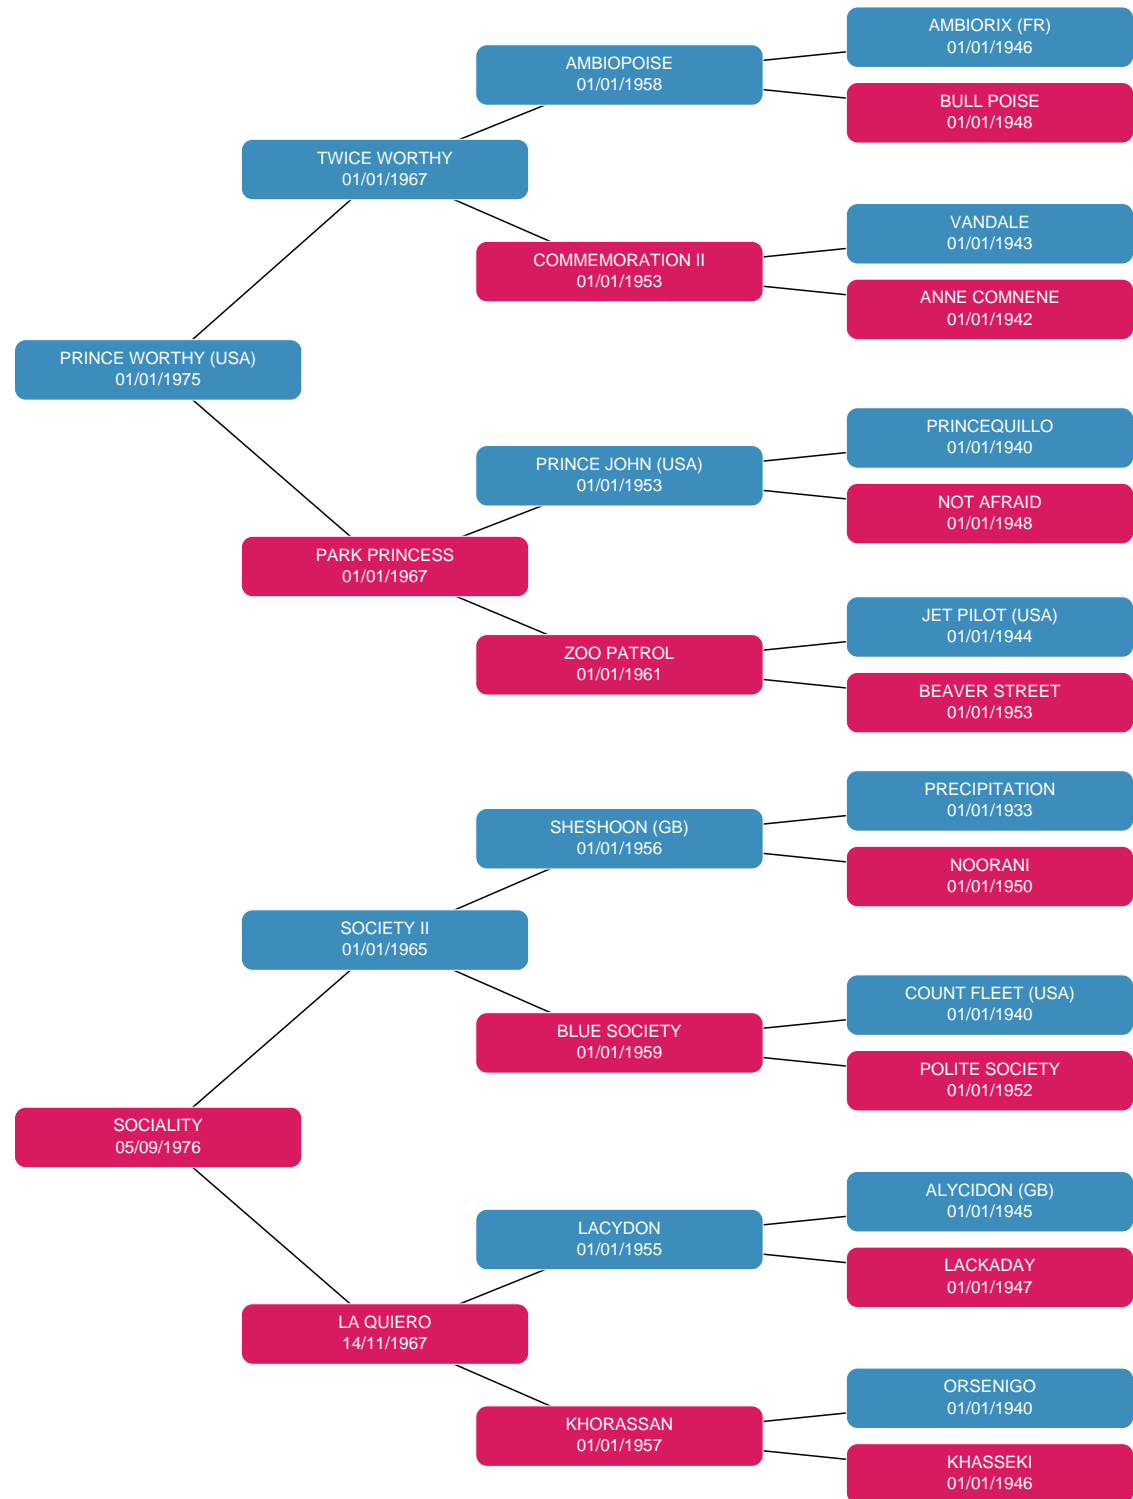 AMBIORIX (FR)
01/01/1946
AMBIOPOISE
01/01/1958
BULL POISE
01/01/1948
TWICE WORTHY
01/01/1967
VANDALE
01/01/1943
COMMEMORATION II
01/01/1953
ANNE COMNENE
01/01/1942
PRINCE WORTHY (USA)
01/01/1975
PRINCEQUILLO
01/01/1940
PRINCE JOHN (USA)
01/01/1953
NOT AFRAID
01/01/1948
PARK PRINCESS
01/01/1967
JET PILOT (USA)
01/01/1944
ZOO PATROL
01/01/1961
BEAVER STREET
01/01/1953
PRECIPITATION
01/01/1933
SHESHOON (GB)
01/01/1956
NOORANI
01/01/1950
SOCIETY II
01/01/1965
COUNT FLEET (USA)
01/01/1940
BLUE SOCIETY
01/01/1959
POLITE SOCIETY
01/01/1952
SOCIALITY
05/09/1976
ALYCIDON (GB)
01/01/1945
LACYDON
01/01/1955
LACKADAY
01/01/1947
LA QUIERO
14/11/1967
ORSENIGO
01/01/1940
KHORASSAN
01/01/1957
KHASSEKI
01/01/1946